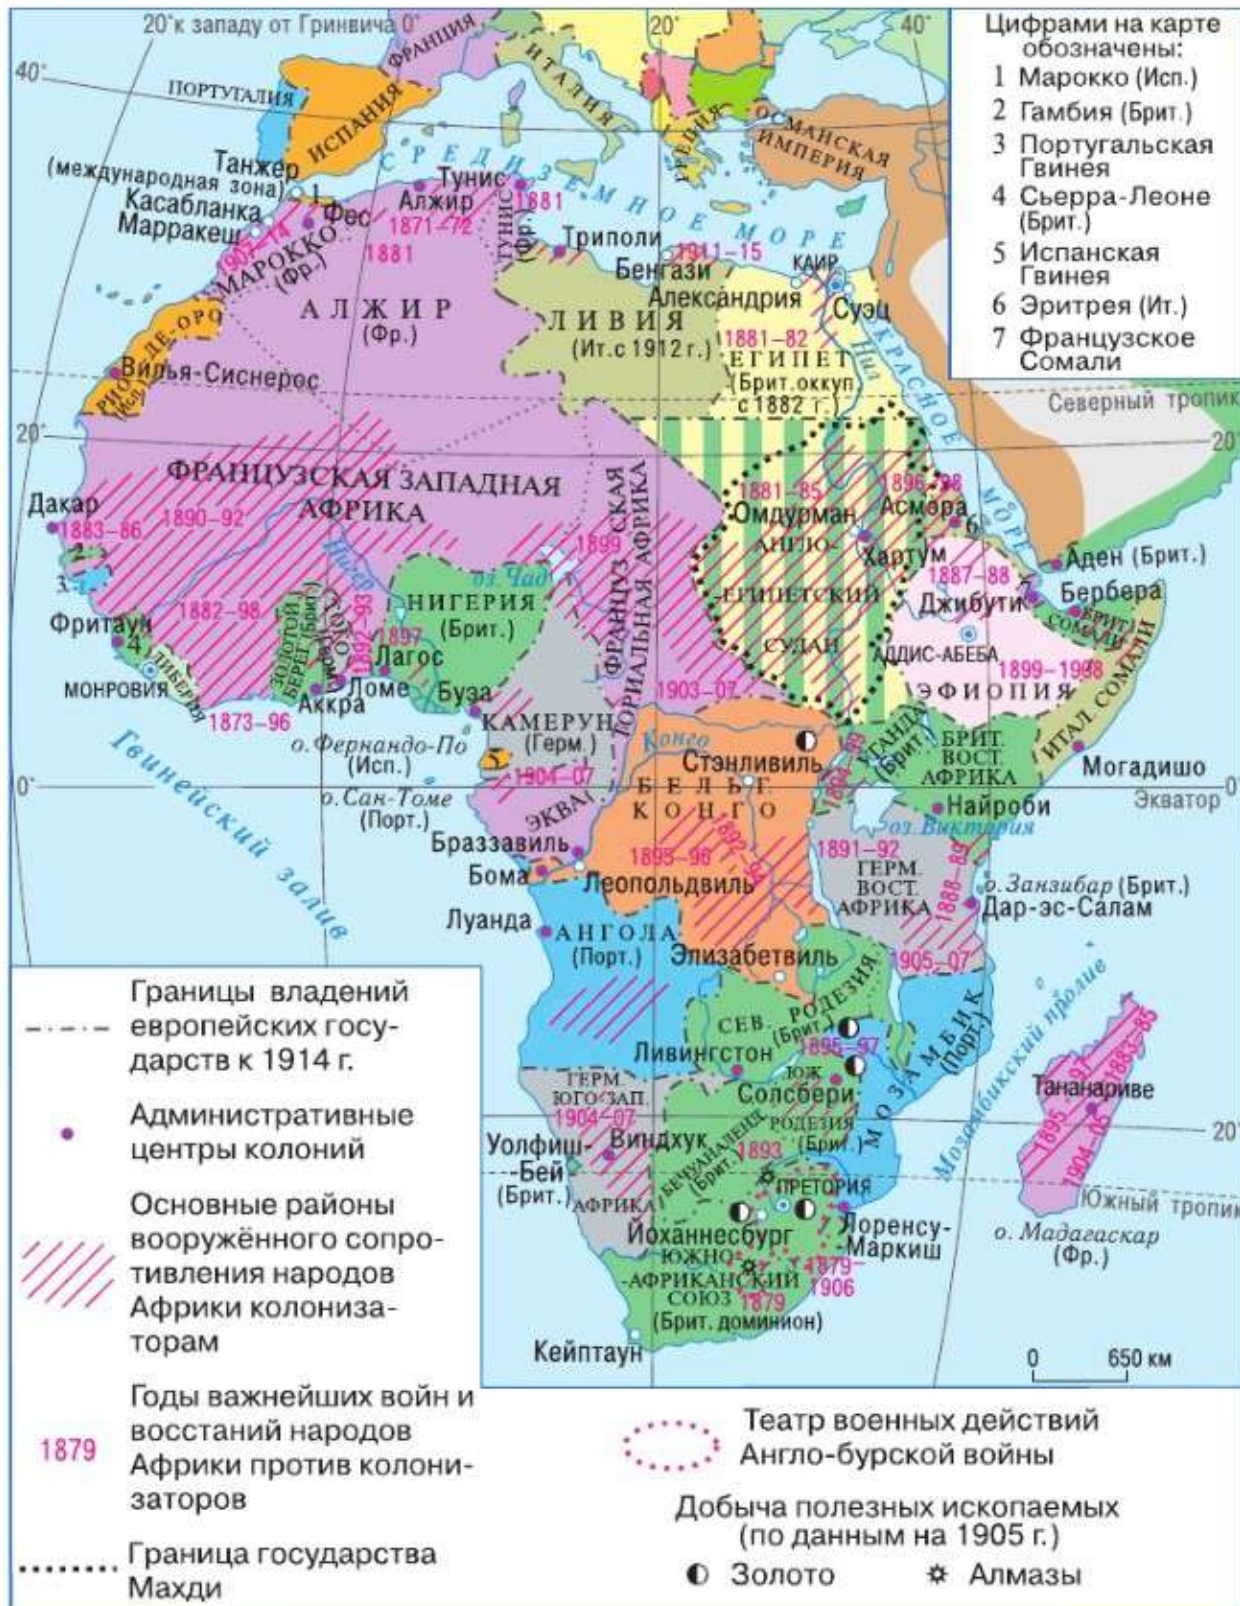 20° к западу от Гринвича 0°
20°
40°
40°
ФРАНЦИЯ
ИТАЛИЯ
ПОРТУГАЛИЯ
ИСПАНИЯ
ГРЕЦИЯ
ОСМАНСКАЯ
ИМПЕРИЯ
СРЕДИЗЕМНОЕ МОРЕ
Цифрами на карте
обозначены:
1 Марокко (Исп.)
2 Гамбия (Брит.)
3 Португальская
Гвинея
4 Сьерра-Леоне
(Брит.)
5 Испанская
Гвинея
6 Эритрея (Ит.)
7 Французское
Сомали
Танжер
(международная зона)
1
Касабланка
Марракеш
Фес
Алжир
1871–72
Тунис
1881
ТУНИС
(Фр.)
1881
МАРОККО
(Фр.)
Триполи
1911–15
Бенгази
КАИР
Александрия
Суэц
АЛЖИР
(Фр.)
ЛИВИЯ
(Ит. с 1912 г.)
1881–82
ЕГИПЕТ
(Брит. оккуп
с 1882 г.)
Нил
КРАСНОЕ МОРЕ
РИО-ДЕ-ОРО
(Исп.)
Вилья-Сиснерос
Северный тропик
20°
20°
ФРАНЦУЗСКАЯ ЗАПАДНАЯ
АФРИКА
ФРАНЦУЗСКАЯ
ЭКВАТОРИАЛЬНАЯ АФРИКА
Дакар
1883–86
1890–92
1899
1881–85
Омдурман
1896–98
Асмэра
6
Хартум
АНГЛО-
-ЕГИПЕТСКИЙ
СУДАН
Аден (Брит.)
1887–88
7
Джибути
Бербера
БРИТ.
СОМАЛИ
АДДИС-АБЕБА
ЭФИОПИЯ
ИТАЛ. СОМАЛИ
3
Нигер
оз. Чад
1882–98
НИГЕРИЯ
(Брит.)
1897
1892–93
Фритаун
4
ЛИБЕРИЯ
МОНРОВИЯ
ЗОЛОТОЙ
БЕРЕГ (Брит.)
ТОГО
(Герм.)
Лагос
Ломе
Аккра
1873–96
Буэа
КАМЕРУН
(Герм.)
1904–07
1903–07
5
Гвинейский залив
о. Фернандо-По
(Исп.)
о. Сан-Томе
(Порт.)
0°
0°
Экватор
Конго
Стэнливиль
БЕЛЬГ.
КОНГО
УГАНДА
(Брит.)
БРИТ.
ВОСТ.
АФРИКА
Могадишо
Найроби
оз. Виктория
Браззавиль
Бома
Леопольдвиль
1892–94
1891–92
ГЕРМ.
ВОСТ.
АФРИКА
1888–89
о. Занзибар (Брит.)
Дар-эс-Салам
1905–07
Луанда
АНГОЛА
(Порт.)
Элизабетвиль
СЕВ. РОДЕЗИЯ
(Брит.)
1895–97
Ливингстон
ЮЖ.
Солсбери
РОДЕЗИЯ
(Брит.)
МОЗАМБИК
(Порт.)
Мозамбикский пролив
1883–85
Тананариве
1895
1904–05
20°
Южный тропик
о. Мадагаскар
(Фр.)
ГЕРМ.
ЮГО-ЗАП.
1904–07
Уолфиш-
-Бей
(Брит.)
Виндхук
АФРИКА
БЕЧУАНАЛЕНД
(Брит.)
1893
ПРЕТОРИЯ
Йоханнесбург
Лоренсу-
-Маркиш
ЮЖНО-
-АФРИКАНСКИЙ
СОЮЗ
(Брит. доминион)
1879
1879–
1906
Кейптаун
0 650 км
Границы владений
европейских госу-
дарств к 1914 г.
Административные
центры колоний
Основные районы
вооружённого сопро-
тивления народов
Африки колониза-
торам
1879
Годы важнейших войн и
восстаний народов
Африки против колони-
заторов
Граница государства
Махди
Театр военных действий
Англо-бурской войны
Добыча полезных ископаемых
(по данным на 1905 г.)
Золото
Алмазы